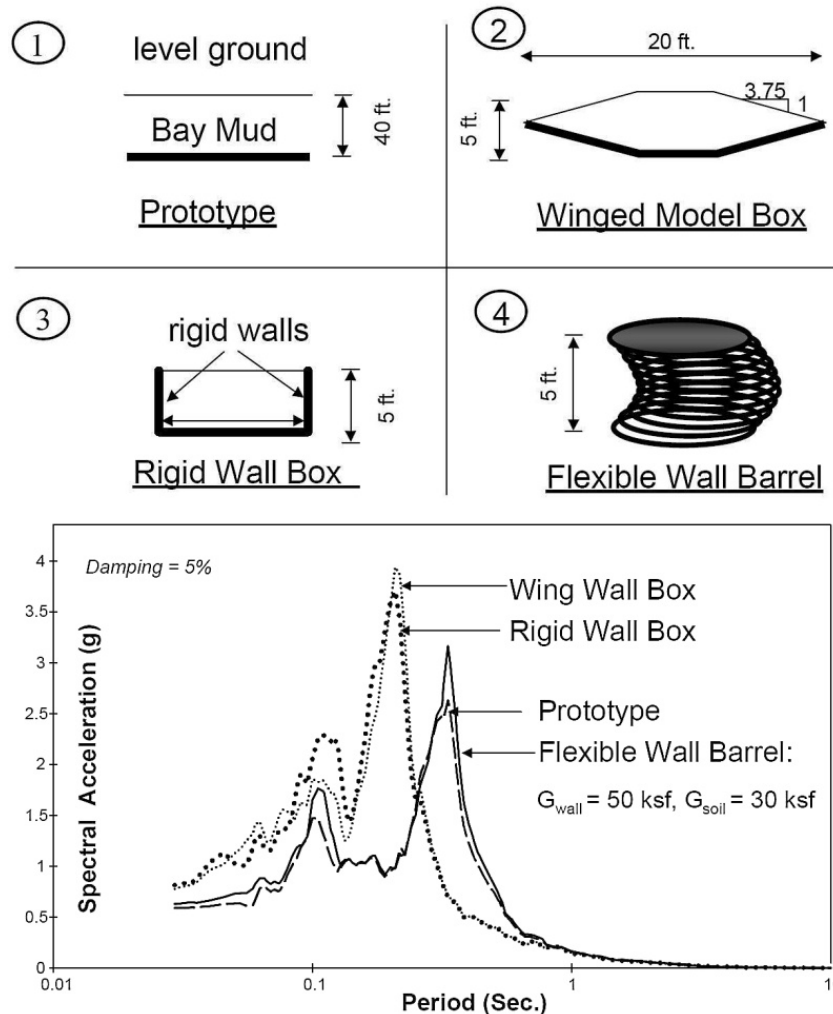 1
level ground
Bay Mud
40 ft.
Prototype
2
20 ft.
3.75
1
5 ft.
Winged Model Box
3
rigid walls
5 ft.
Rigid Wall Box
4
5 ft.
Flexible Wall Barrel
Damping = 5%
Wing Wall Box
Rigid Wall Box
Prototype
Flexible Wall Barrel:
G wall = 50 ksf, G soil = 30 ksf
Spectral Acceleration (g)
4
3.5
3
2.5
2
1.5
1
0.5
0
0.01
0.1
1
1
Period (Sec.)